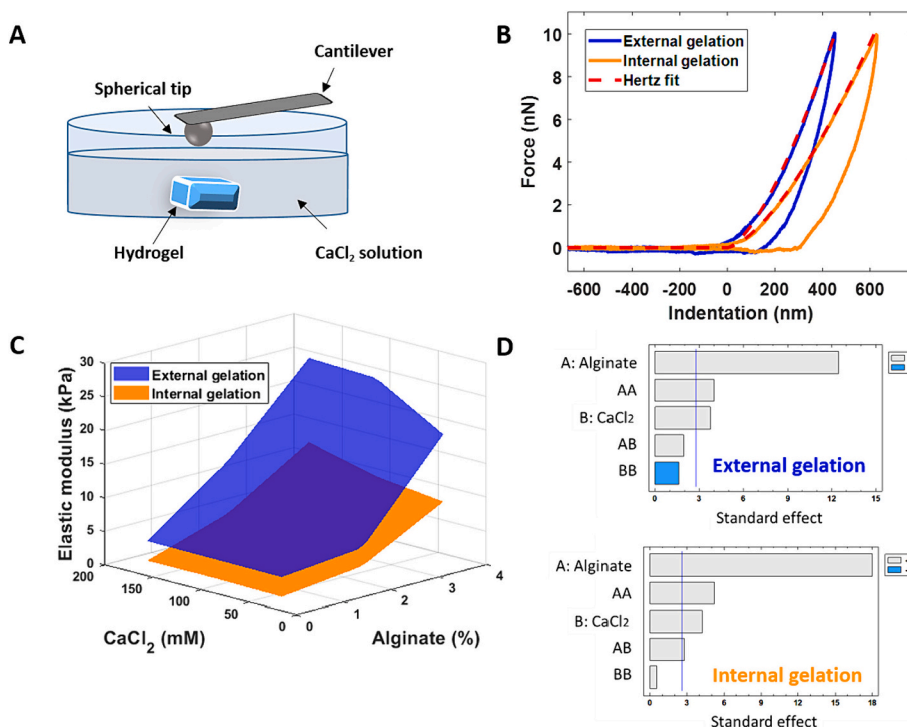 A
Cantilever
Spherical tip
Hydrogel
CaCl₂ solution
B
External gelation
Internal gelation
Hertz fit
10
8
6
4
2
0
Force (nN)
-600 -400 -200 0 200 400 600
Indentation (nm)
C
External gelation
Internal gelation
30
25
20
15
10
5
0
Elastic modulus (kPa)
200 150 100 50 0
CaCl₂ (mM)
0 1 2 3 4
Alginate (%)
D
A: Alginate
AA
B: CaCl₂
AB
BB
External gelation
0 3 6 9 12 15
Standard effect
A: Alginate
AA
B: CaCl₂
AB
BB
Internal gelation
0 3 6 9 12 15 18
Standard effect